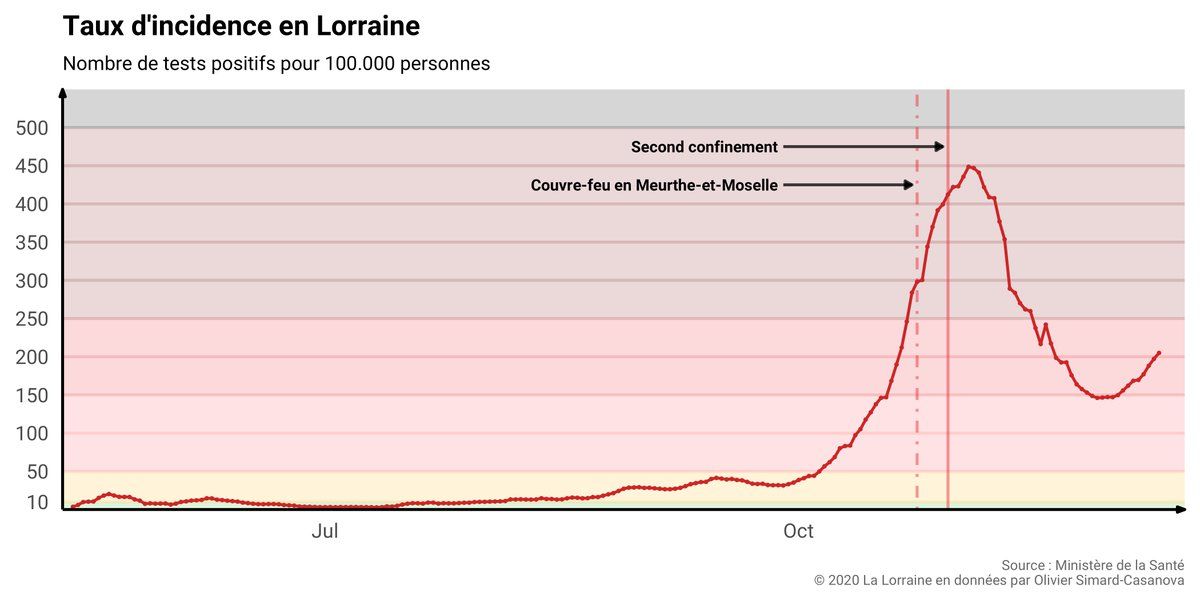 Taux d'incidence en Lorraine
Nombre de tests positifs pour 100.000 personnes
500
450
400
350
300
250
200
150
100
50
10
Second confinement
Couvre-feu en Meurthe-et-Moselle
Jul
Oct
Source : Ministère de la Santé
© 2020 La Lorraine en données par Olivier Simard-Casanova